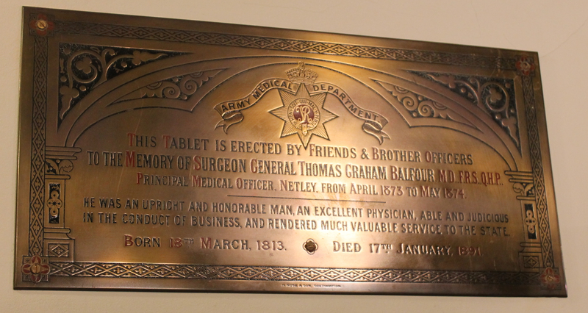 ARMY MEDICAL DEPARTMENT
THIS TABLET IS ERECTED BY FRIENDS & BROTHER OFFICERS
TO THE MEMORY OF SURGEON GENERAL THOMAS GRAHAM BALFOUR M.D. F.R.S. Q.H.P.
PRINCIPAL MEDICAL OFFICER, NETLEY, FROM APRIL 1873 TO MAY 1874.
HE WAS AN UPRIGHT AND HONORABLE MAN, AN EXCELLENT PHYSICIAN, ABLE AND JUDICIOUS
IN THE CONDUCT OF BUSINESS, AND RENDERED MUCH VALUABLE SERVICE TO THE STATE.
BORN 18TH MARCH, 1813. DIED 17TH JANUARY, 1891